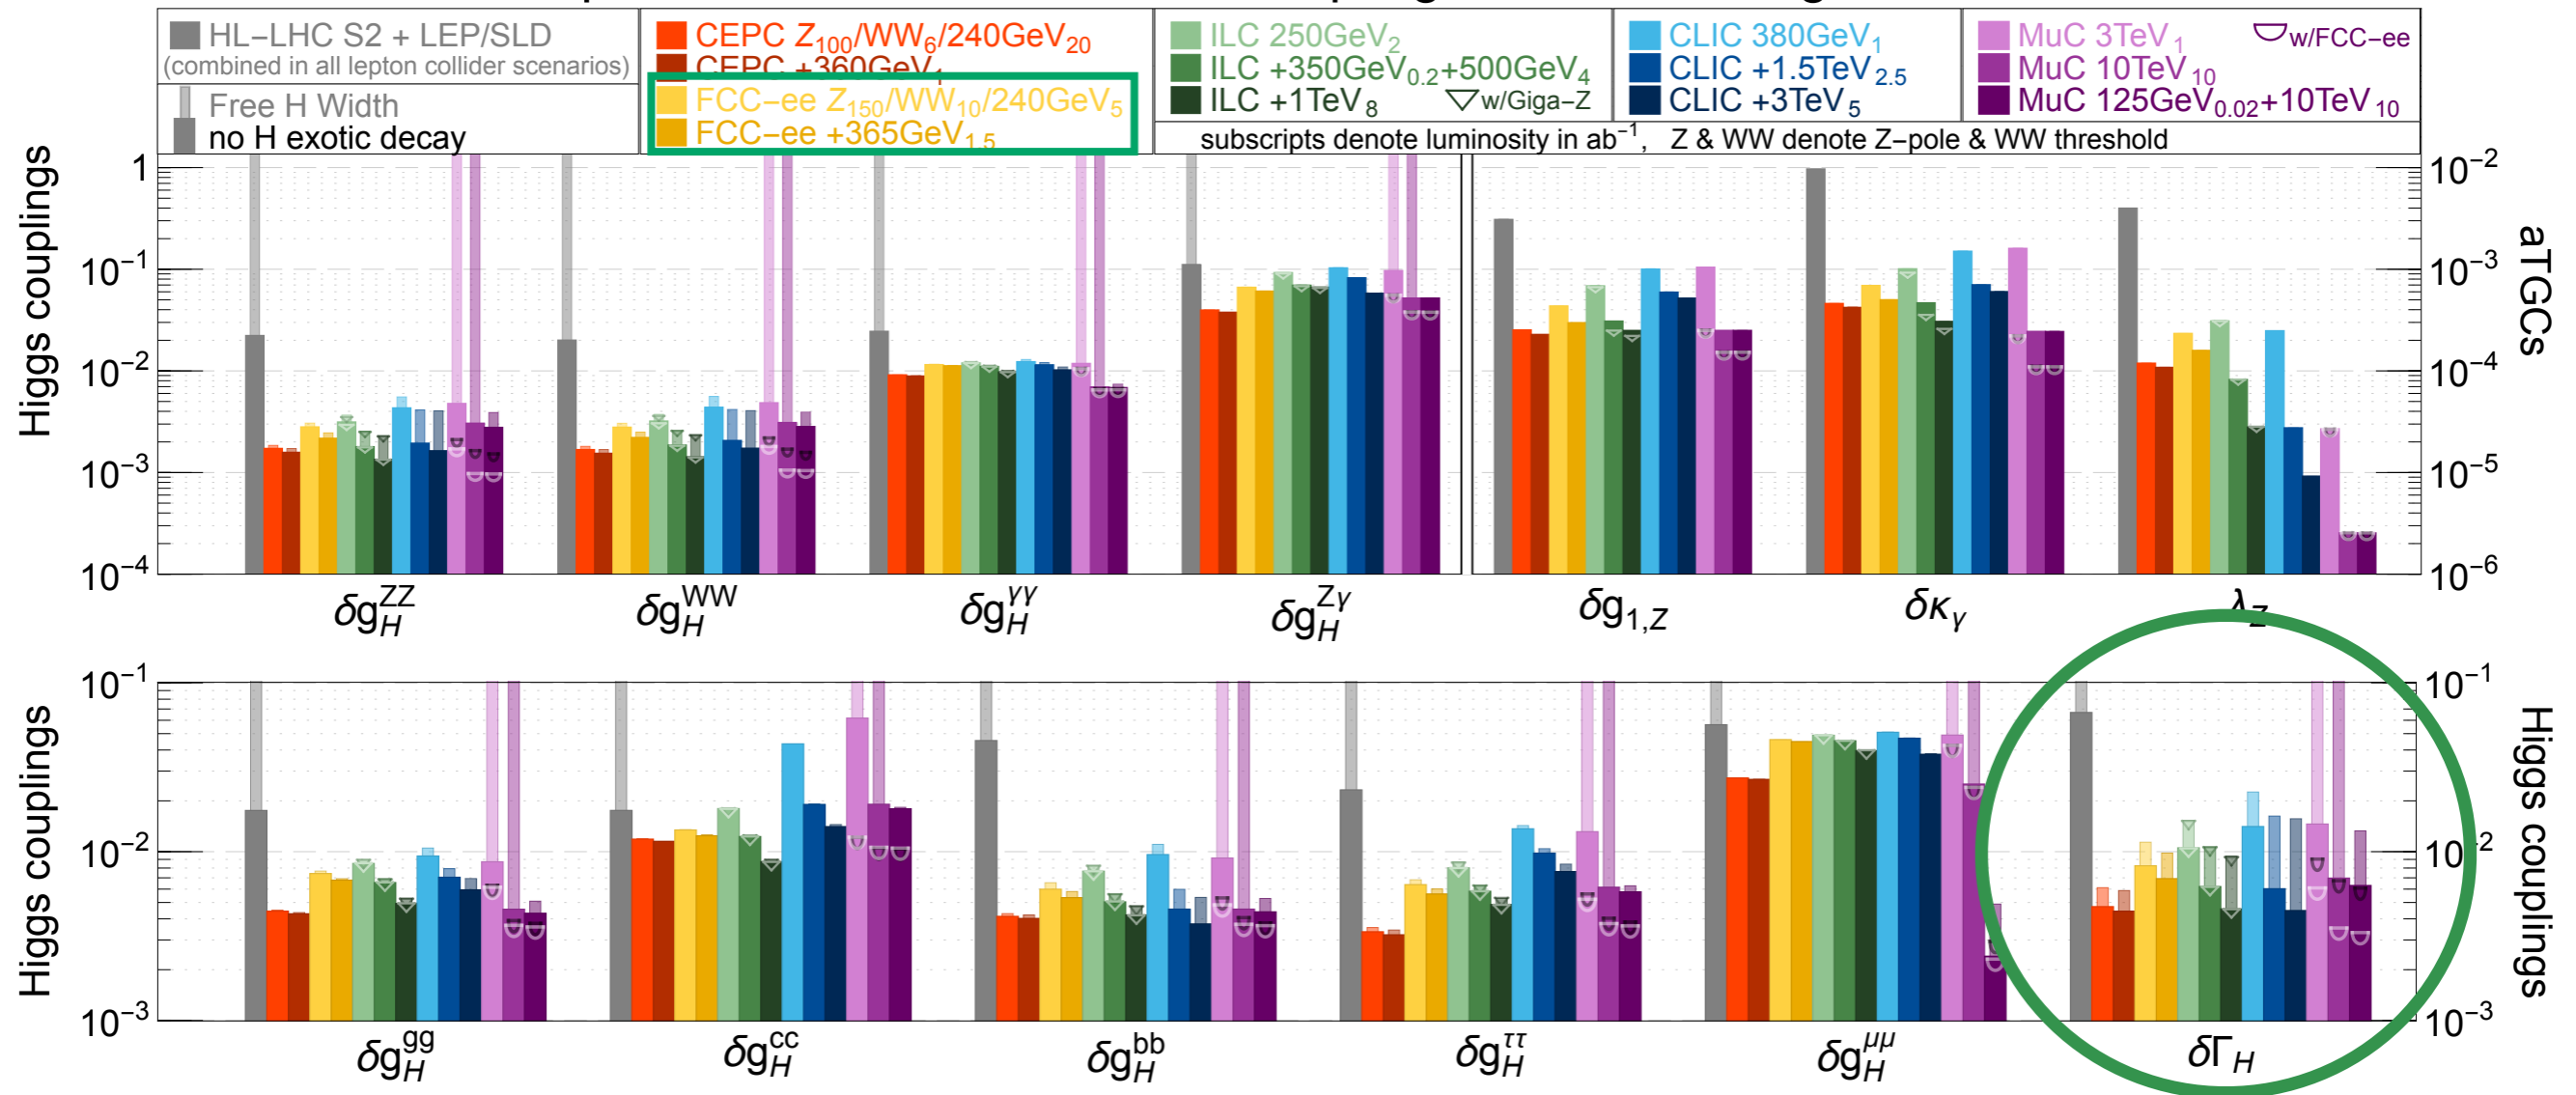 HL−LHC S2 + LEP/SLD
(combined in all lepton collider scenarios)
Free H Width
no H exotic decay
CEPC Z100/WW6/240GeV20
CEPC +360GeV1
FCC−ee Z150/WW10/240GeV5
FCC−ee +365GeV1.5
ILC 250GeV2
ILC +350GeV0.2+500GeV4
ILC +1TeV8 w/Giga−Z
CLIC 380GeV1
CLIC +1.5TeV2.5
CLIC +3TeV5
MuC 3TeV1 w/FCC−ee
MuC 10TeV10
MuC 125GeV0.02+10TeV10
subscripts denote luminosity in ab−1, Z & WW denote Z−pole & WW threshold
Higgs couplings
1
10−1
10−2
10−3
10−4
10−2
10−3
10−4
10−5
10−6
aTGCs
δgHZZ
δgHWW
δgHγγ
δgHZγ
δg1,Z
δκγ
λZ
Higgs couplings
10−1
10−2
10−3
10−1
10−2
10−3
Higgs couplings
δgHgg
δgHcc
δgHbb
δgHττ
δgHμμ
δΓH